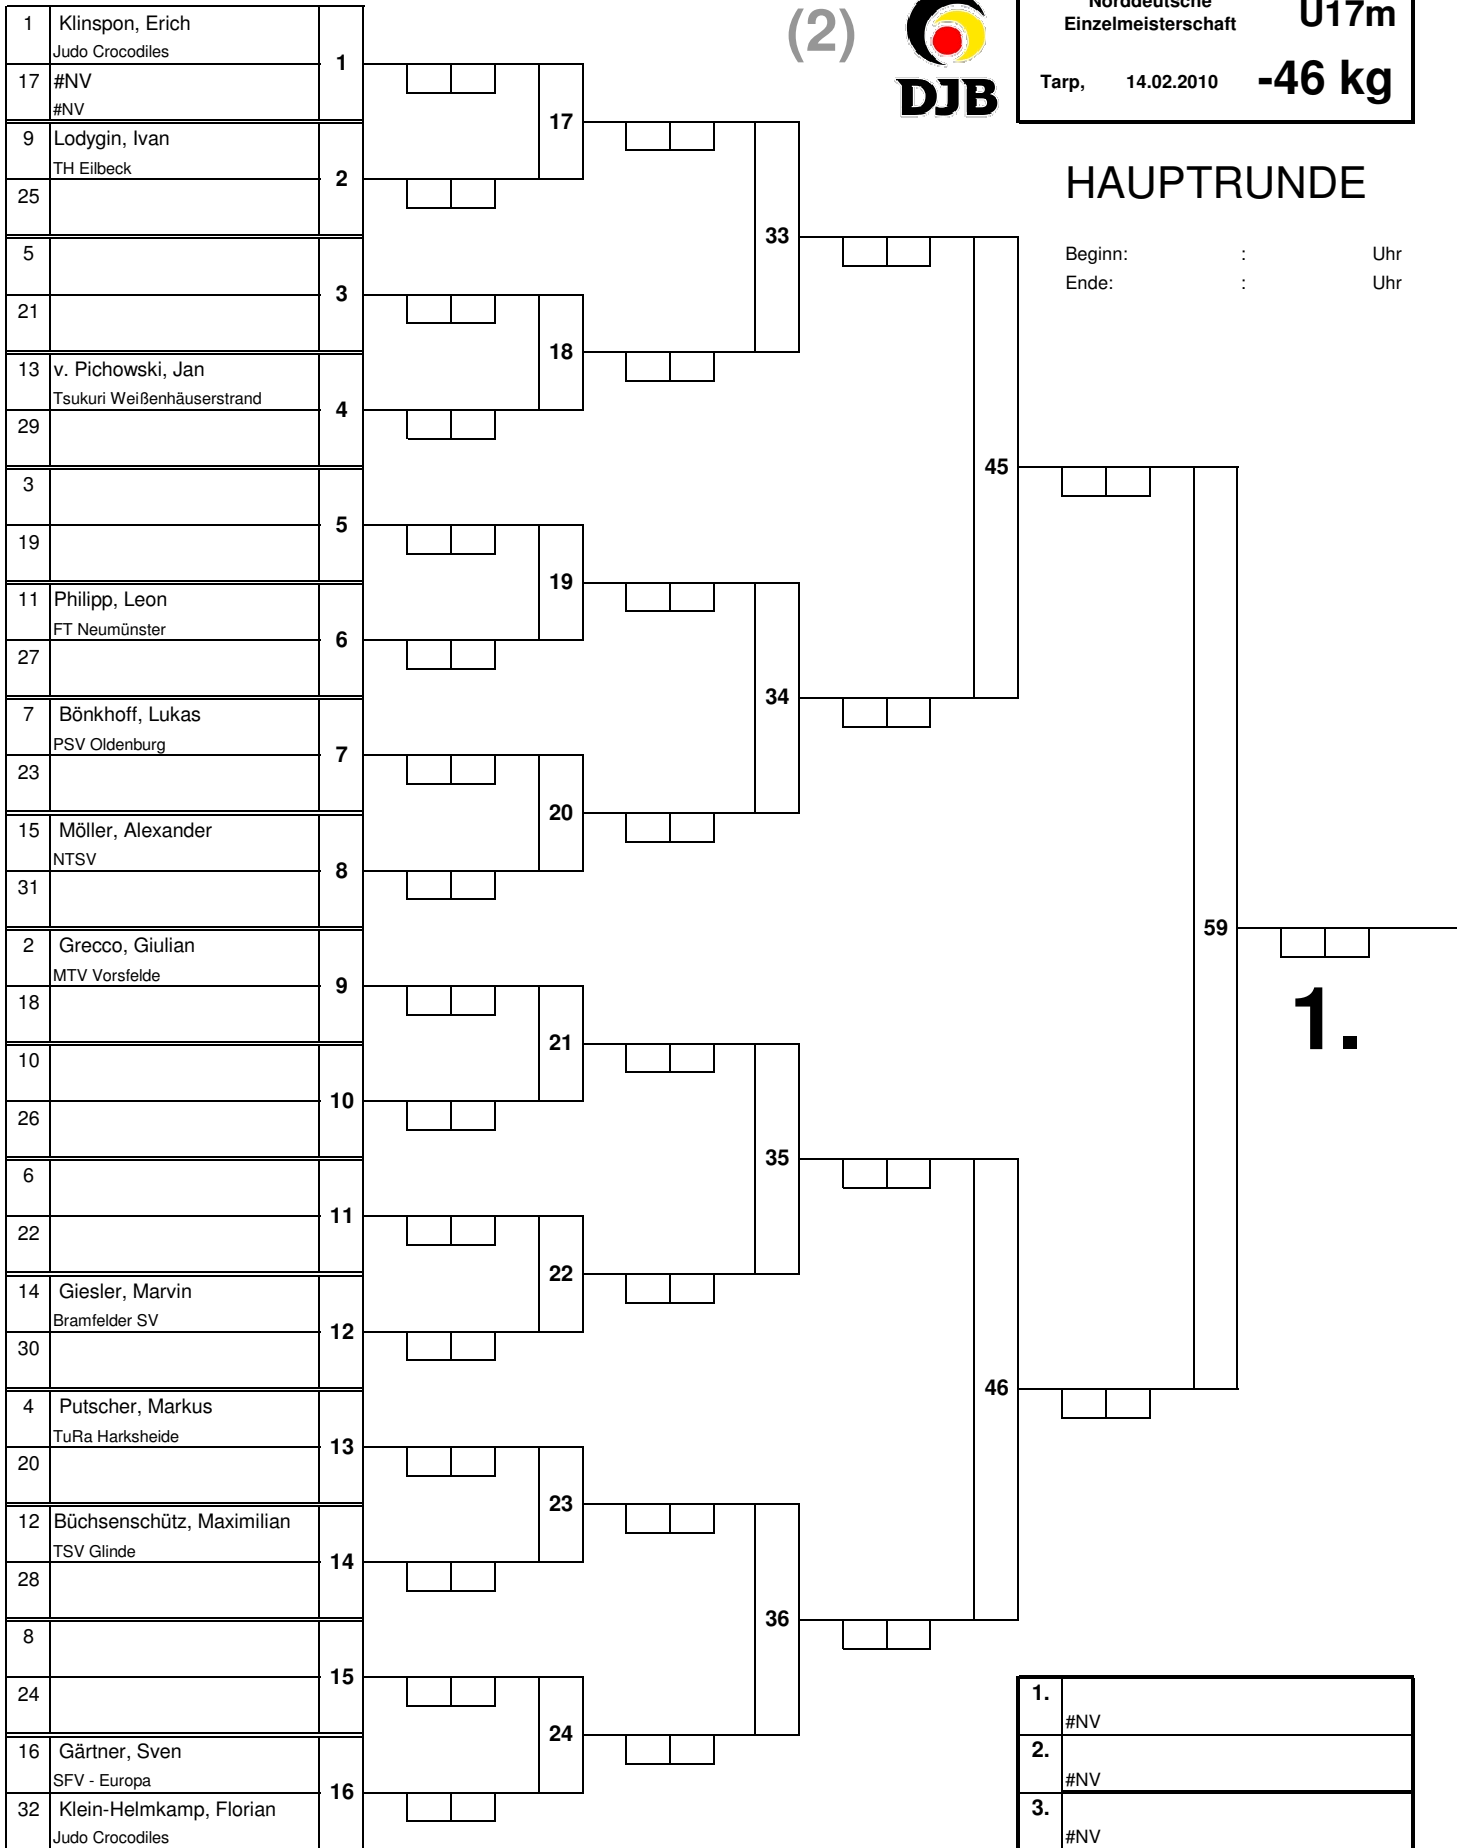 (2)
DJB
Norddeutsche
Einzelmeisterschaft
U17m
Tarp, 14.02.2010 -46 kg
HAUPTRUNDE
Beginn: : Uhr
Ende: : Uhr
1 Klinspon, Erich
Judo Crocodiles
1
17 #NV
#NV
17
9 Lodygin, Ivan
TH Eilbeck
2
25
33
5
3
21
18
13 v. Pichowski, Jan
Tsukuri Weißenhäuserstrand
4
29
45
3
5
19
19
11 Philipp, Leon
FT Neumünster
6
27
34
7 Bönkhoff, Lukas
PSV Oldenburg
7
23
20
15 Möller, Alexander
NTSV
8
31
59
1.
2 Grecco, Giulian
MTV Vorsfelde
9
18
21
10
10
26
35
6
11
22
22
14 Giesler, Marvin
Bramfelder SV
12
30
46
4 Putscher, Markus
TuRa Harksheide
13
20
23
12 Büchsenschütz, Maximilian
TSV Glinde
14
28
36
8
15
24
24
16 Gärtner, Sven
SFV - Europa
16
32 Klein-Helmkamp, Florian
Judo Crocodiles
1.
#NV
2.
#NV
3.
#NV